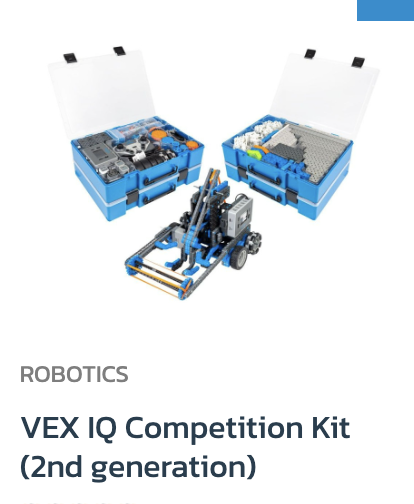 ROBOTICS
VEX IQ Competition Kit
(2nd generation)